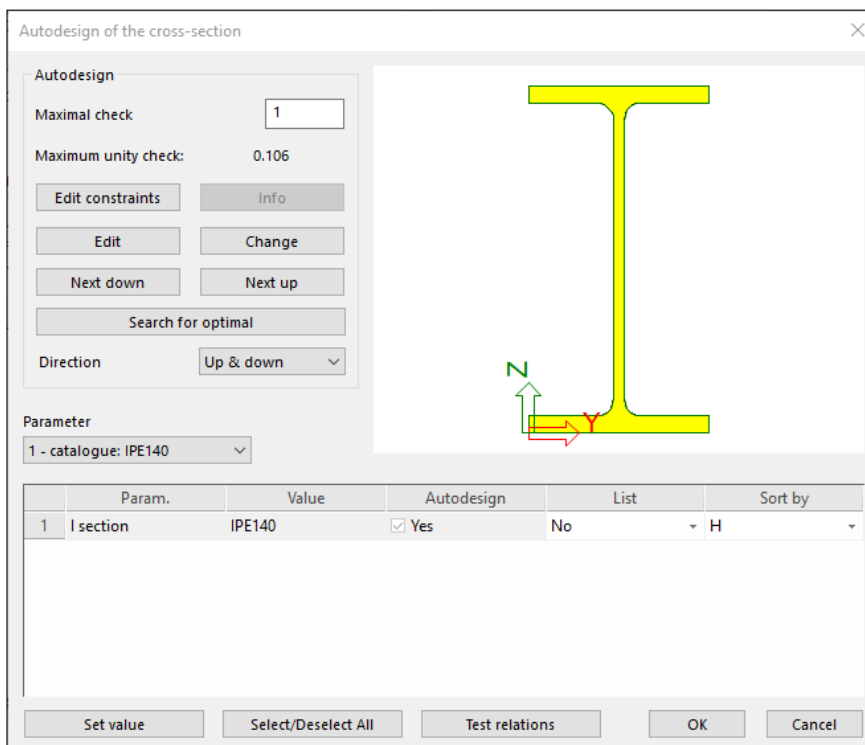 Autodesign of the cross-section
Autodesign
Maximal check 1
Maximum unity check: 0.106
Edit constraints Info
Edit Change
Next down Next up
Search for optimal
Direction Up & down
Z
Y
Parameter
1 - catalogue: IPE140
Param. Value Autodesign List Sort by
1 I section IPE140 Yes No H
Set value Select/Deselect All Test relations OK Cancel